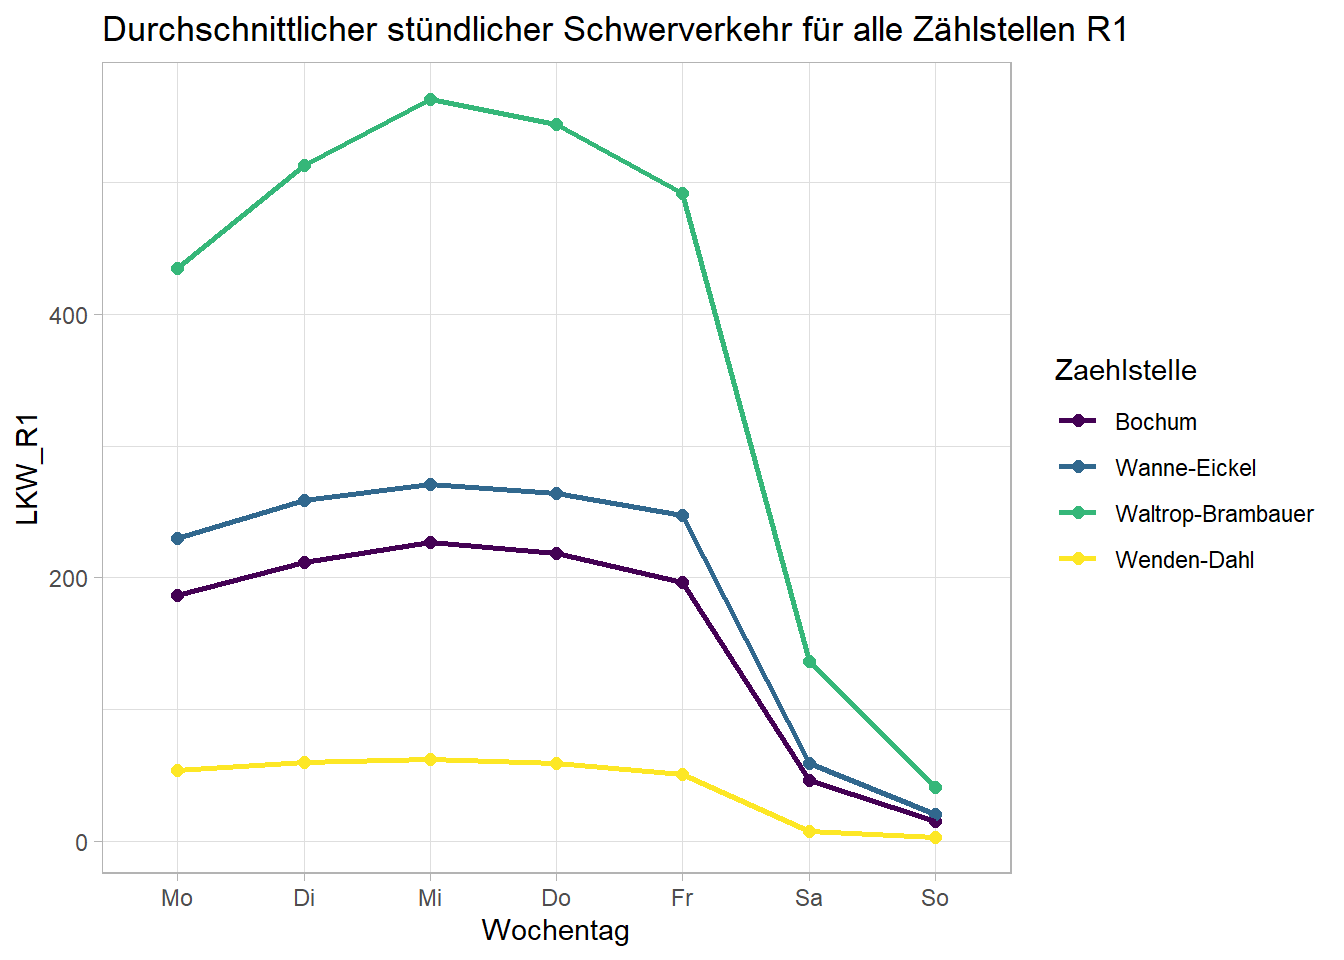 Durchschnittlicher stündlicher Schwerverkehr für alle Zählstellen R1
LKW_R1
400
200
0
Mo Di Mi Do Fr Sa So
Wochentag
Zaehlstelle
Bochum
Wanne-Eickel
Waltrop-Brambauer
Wenden-Dahl